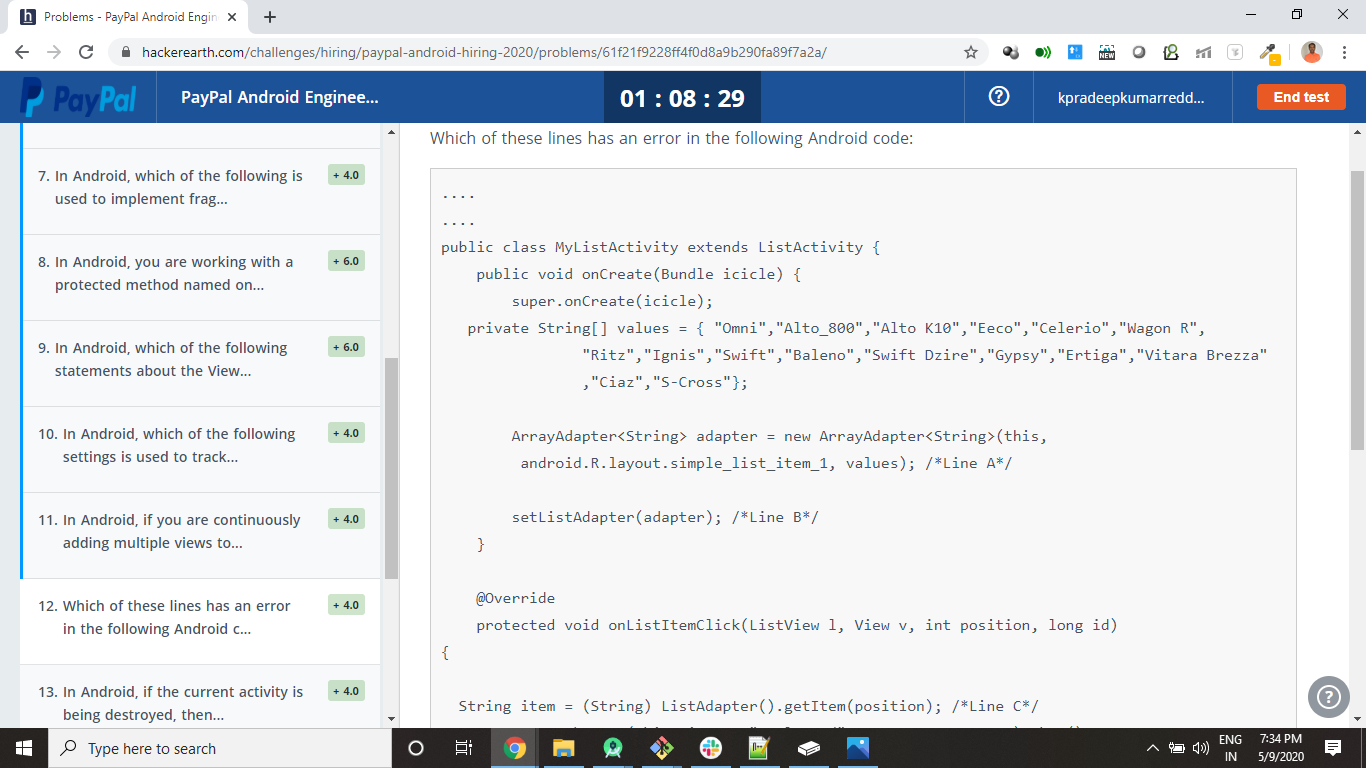 Problems - PayPal Android Engin
hackerearth.com/challenges/hiring/paypal-android-hiring-2020/problems/61f21f9228ff4f0d8a9b290fa89f7a2a/
PayPal
PayPal Android Enginee...
01 : 08 : 29
kpradeepkumarredd...
End test
7. In Android, which of the following is
used to implement frag...
+ 4.0
8. In Android, you are working with a
protected method named on...
+ 6.0
9. In Android, which of the following
statements about the View...
+ 6.0
10. In Android, which of the following
settings is used to track...
+ 4.0
11. In Android, if you are continuously
adding multiple views to...
+ 4.0
12. Which of these lines has an error
in the following Android c...
+ 4.0
13. In Android, if the current activity is
being destroyed, then...
+ 4.0
Which of these lines has an error in the following Android code:
....
....
public class MyListActivity extends ListActivity {
public void onCreate(Bundle icicle) {
super.onCreate(icicle);
private String[] values = { "Omni","Alto_800","Alto K10","Eeco","Celerio","Wagon R",
"Ritz","Ignis","Swift","Baleno","Swift Dzire","Gypsy","Ertiga","Vitara Brezza"
,"Ciaz","S-Cross"};
ArrayAdapter<String> adapter = new ArrayAdapter<String>(this,
android.R.layout.simple_list_item_1, values); /*Line A*/
setListAdapter(adapter); /*Line B*/
}
@Override
protected void onListItemClick(ListView l, View v, int position, long id)
{
String item = (String) ListAdapter().getItem(position); /*Line C*/
Type here to search
ENG
IN
7:34 PM
5/9/2020